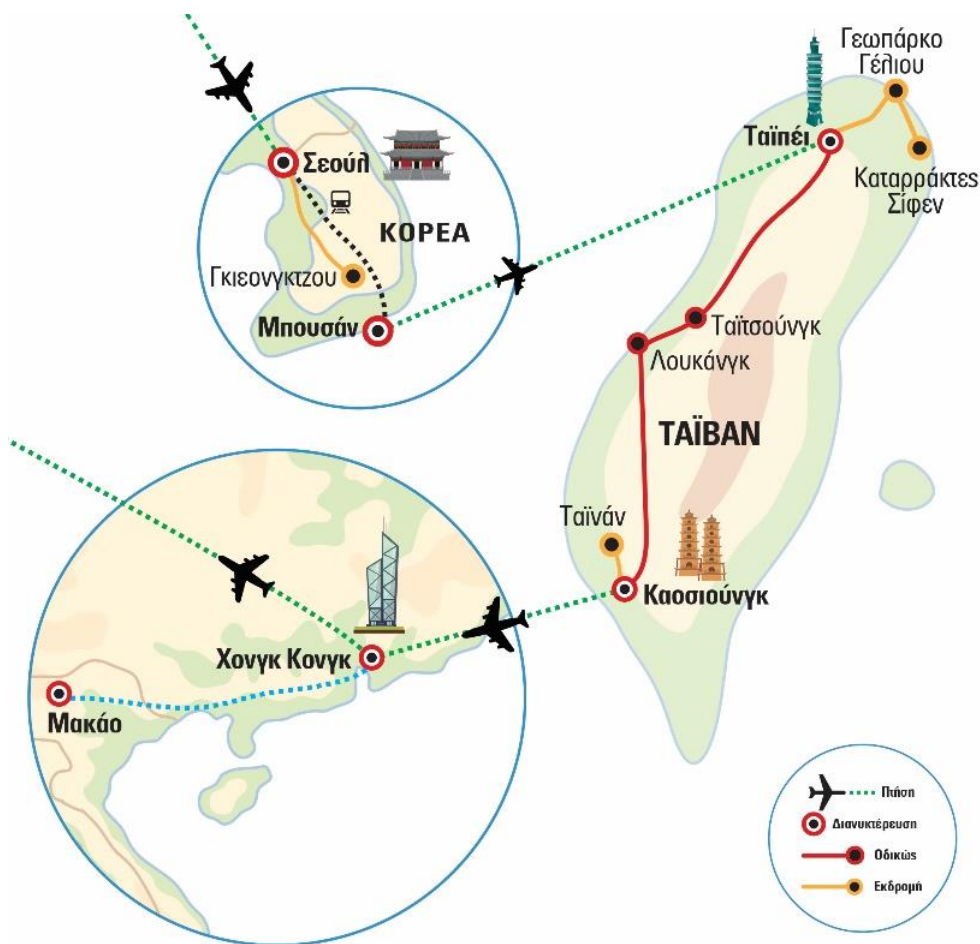 Γεωπάρκο
Γέλιου
Ταϊπέι
Καταρράκτες
Σίφεν
Σεούλ
ΚΟΡΕΑ
Γκιεονγκτζου
Μπουσάν
Ταϊτσούνγκ
Λουκάνγκ
ΤΑΪΒΑΝ
Ταϊνάν
Καοσιούνγκ
Χονγκ Κονγκ
Μακάο
Πτήση
Διανυκτέρευση
Οδικώς
Εκδρομή